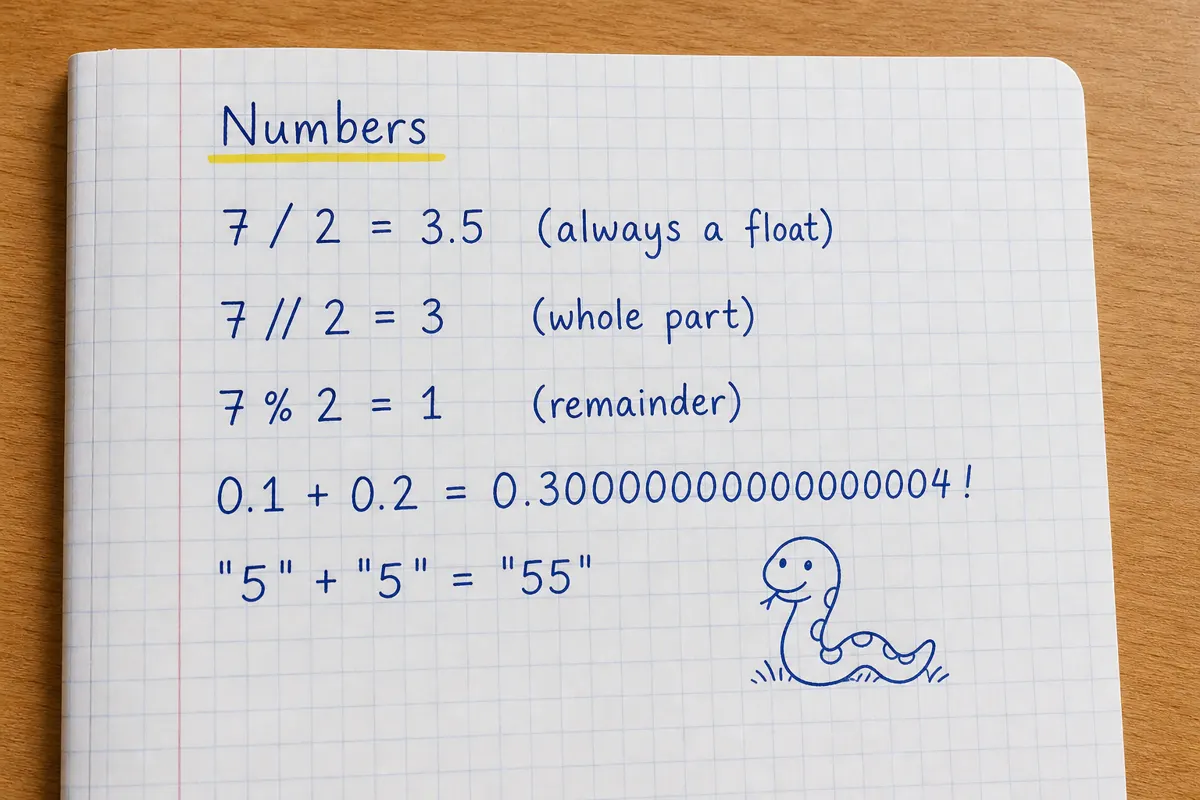 Numbers
7 / 2 = 3.5 (always a float)
7 // 2 = 3 (whole part)
7 % 2 = 1 (remainder)
0.1 + 0.2 = 0.30000000000000004!
"5" + "5" = "55"